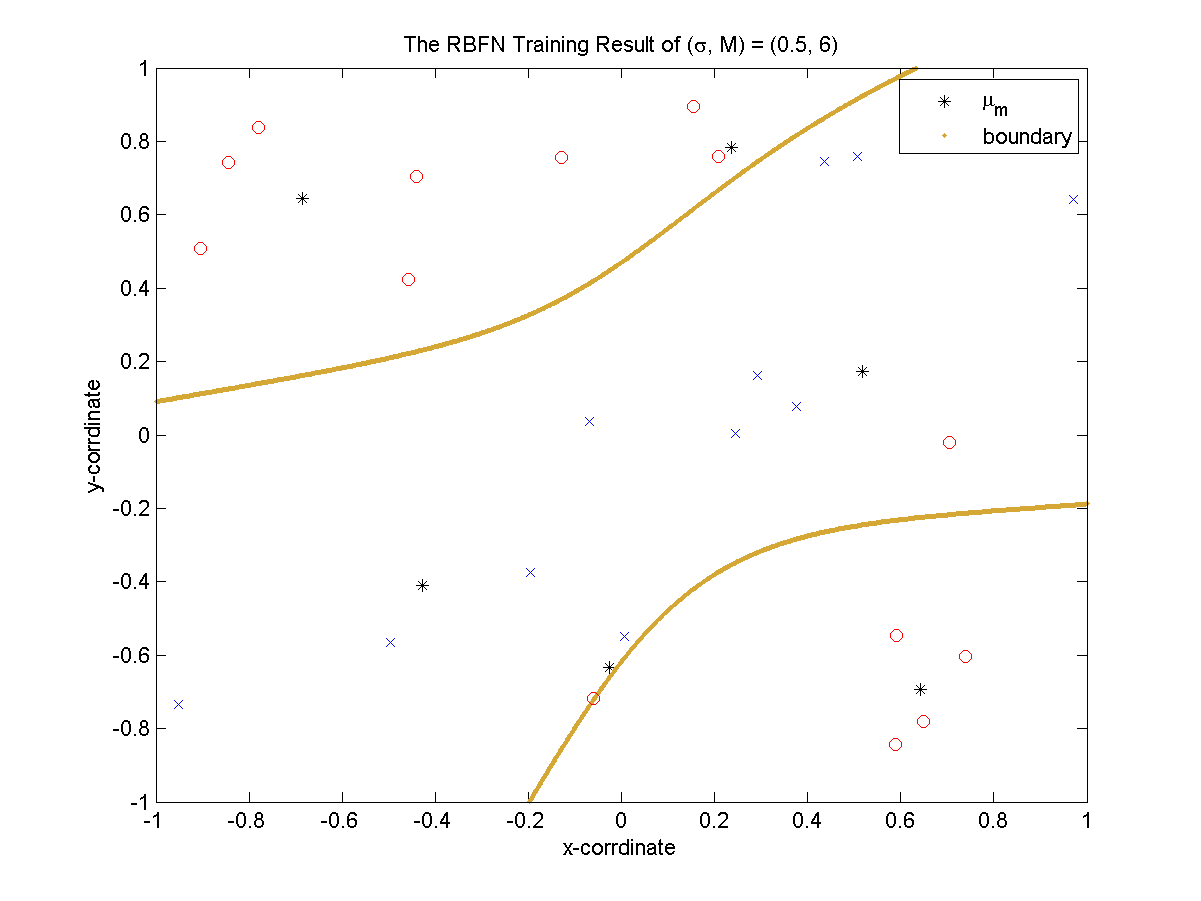 The RBFN Training Result of (σ, M) = (0.5, 6)
μm
boundary
1
0.8
0.6
0.4
0.2
0
-0.2
-0.4
-0.6
-0.8
-1
y-corrdinate
-1 -0.8 -0.6 -0.4 -0.2 0 0.2 0.4 0.6 0.8 1
x-corrdinate